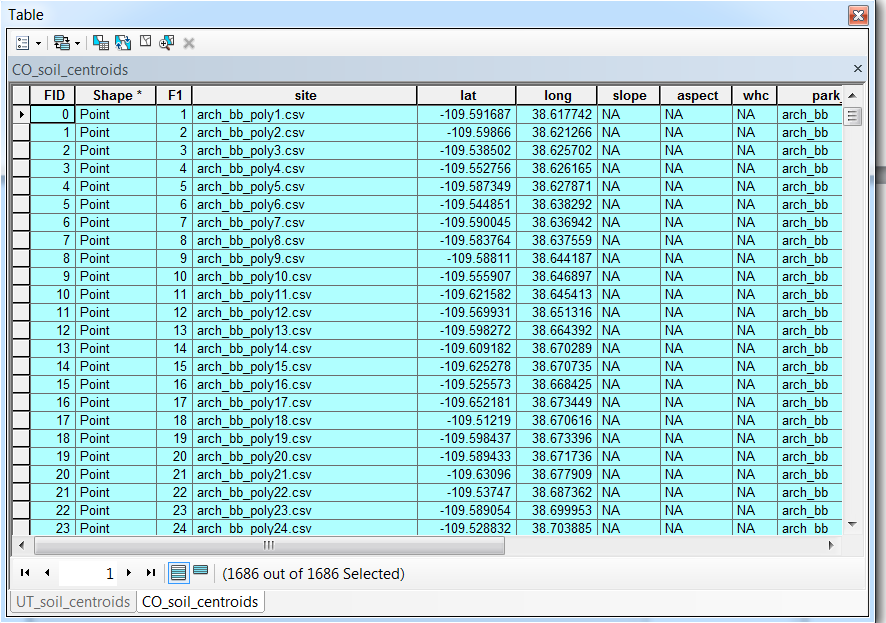 Table
CO_soil_centroids
FID Shape * F1 site lat long slope aspect whc park
0 Point 1 arch_bb_poly1.csv -109.591687 38.617742 NA NA NA arch_bb
1 Point 2 arch_bb_poly2.csv -109.59866 38.621266 NA NA NA arch_bb
2 Point 3 arch_bb_poly3.csv -109.538502 38.625702 NA NA NA arch_bb
3 Point 4 arch_bb_poly4.csv -109.552756 38.626165 NA NA NA arch_bb
4 Point 5 arch_bb_poly5.csv -109.587349 38.627871 NA NA NA arch_bb
5 Point 6 arch_bb_poly6.csv -109.544851 38.638292 NA NA NA arch_bb
6 Point 7 arch_bb_poly7.csv -109.590045 38.636942 NA NA NA arch_bb
7 Point 8 arch_bb_poly8.csv -109.583764 38.637559 NA NA NA arch_bb
8 Point 9 arch_bb_poly9.csv -109.58811 38.644187 NA NA NA arch_bb
9 Point 10 arch_bb_poly10.csv -109.555907 38.646897 NA NA NA arch_bb
10 Point 11 arch_bb_poly11.csv -109.621582 38.645413 NA NA NA arch_bb
11 Point 12 arch_bb_poly12.csv -109.569931 38.651316 NA NA NA arch_bb
12 Point 13 arch_bb_poly13.csv -109.598272 38.664392 NA NA NA arch_bb
13 Point 14 arch_bb_poly14.csv -109.609182 38.670289 NA NA NA arch_bb
14 Point 15 arch_bb_poly15.csv -109.625278 38.670735 NA NA NA arch_bb
15 Point 16 arch_bb_poly16.csv -109.525573 38.668425 NA NA NA arch_bb
16 Point 17 arch_bb_poly17.csv -109.652181 38.673449 NA NA NA arch_bb
17 Point 18 arch_bb_poly18.csv -109.51219 38.670616 NA NA NA arch_bb
18 Point 19 arch_bb_poly19.csv -109.598437 38.673396 NA NA NA arch_bb
19 Point 20 arch_bb_poly20.csv -109.589433 38.671736 NA NA NA arch_bb
20 Point 21 arch_bb_poly21.csv -109.63096 38.677909 NA NA NA arch_bb
21 Point 22 arch_bb_poly22.csv -109.53747 38.687362 NA NA NA arch_bb
22 Point 23 arch_bb_poly23.csv -109.589054 38.699953 NA NA NA arch_bb
23 Point 24 arch_bb_poly24.csv -109.528832 38.703885 NA NA NA arch_bb
1 (1686 out of 1686 Selected)
UT_soil_centroids CO_soil_centroids